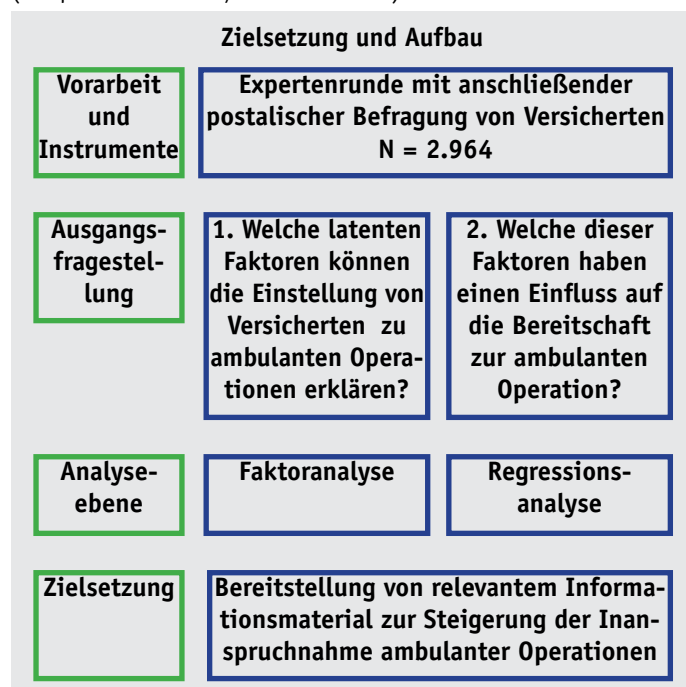 Zielsetzung und Aufbau
Vorarbeit
und
Instrumente
Expertenrunde mit anschließender
postalischer Befragung von Versicherten
N = 2.964
Ausgangs-
fragestel-
lung
1. Welche latenten
Faktoren können
die Einstellung von
Versicherten zu
ambulanten Opera-
tionen erklären?
2. Welche dieser
Faktoren haben
einen Einfluss auf
die Bereitschaft
zur ambulanten
Operation?
Analyse-
ebene
Faktoranalyse
Regressions-
analyse
Zielsetzung
Bereitstellung von relevantem Informa-
tionsmaterial zur Steigerung der Inan-
spruchnahme ambulanter Operationen